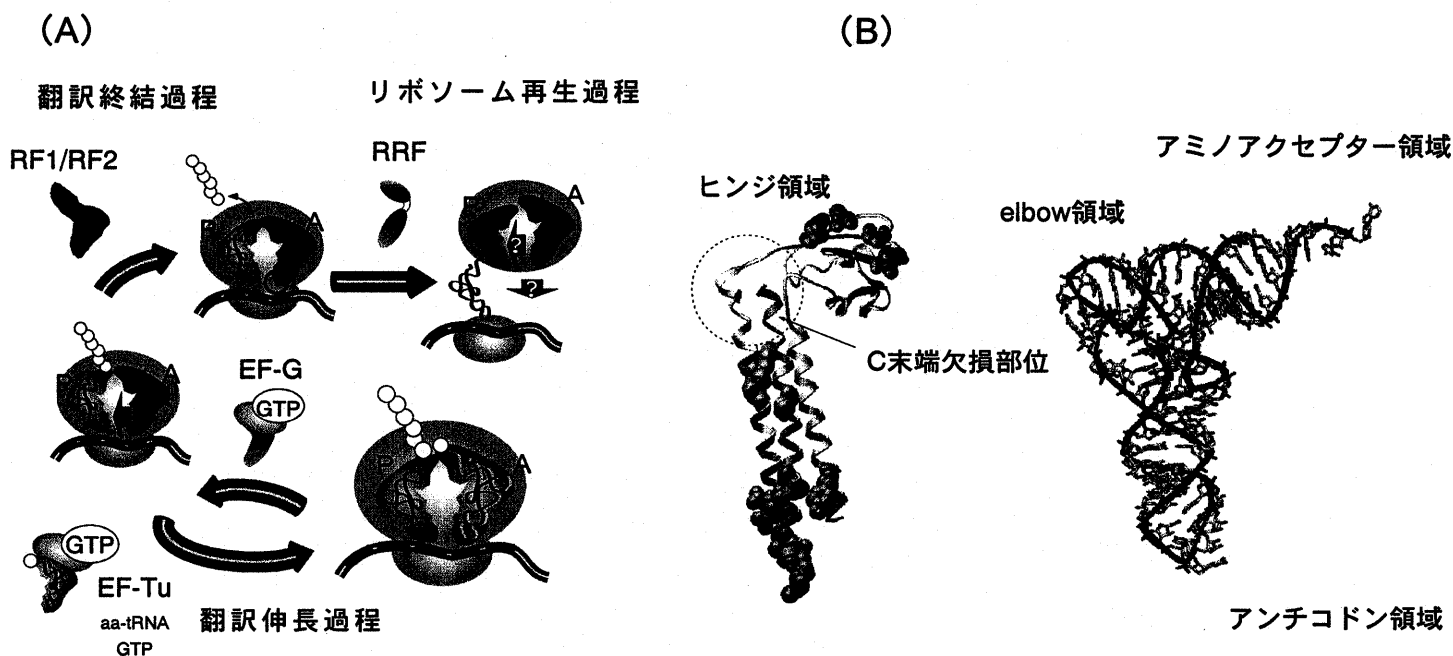 (A)
翻訳終結過程
リボソーム再生過程
RF1/RF2
RRF
P
A
P
A
?
?
P
A
EF-G
GTP
P
A
GTP
EF-Tu
aa-tRNA
GTP
翻訳伸長過程
(B)
アミノアクセプター領域
ヒンジ領域
elbow領域
C末端欠損部位
アンチコドン領域